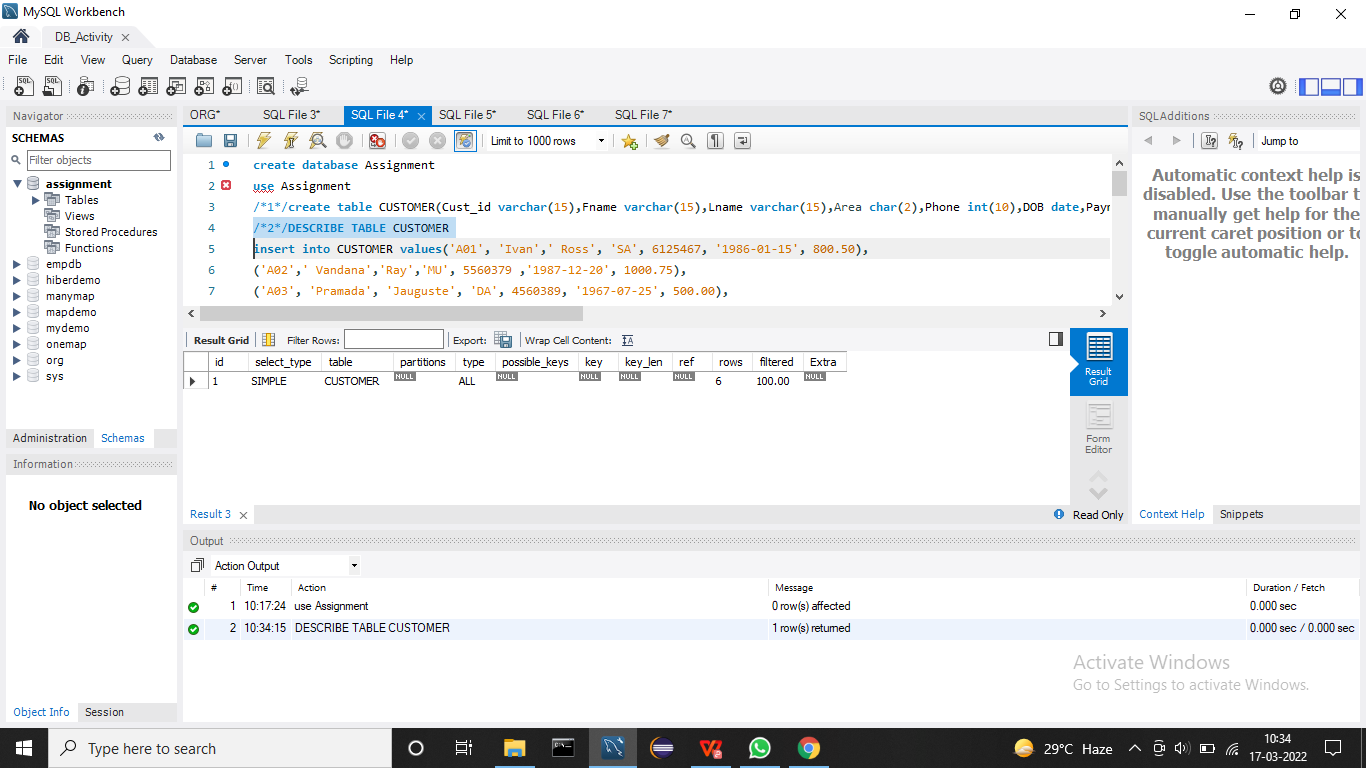 MySQL Workbench
DB_Activity
File Edit View Query Database Server Tools Scripting Help
Navigator
SCHEMAS
Filter objects
assignment
Tables
Views
Stored Procedures
Functions
empdb
hiberdemo
manymap
mapdemo
mydemo
onemap
org
sys
Administration Schemas
Information
No object selected
Object Info Session
ORG* SQL File 3* SQL File 4* SQL File 5* SQL File 6* SQL File 7*
Limit to 1000 rows
1 create database Assignment
2 use Assignment
3 /*1*/create table CUSTOMER(Cust_id varchar(15),Fname varchar(15),Lname varchar(15),Area char(2),Phone int(10),DOB date,Payn
4 /*2*/DESCRIBE TABLE CUSTOMER
5 insert into CUSTOMER values('A01', 'Ivan',' Ross', 'SA', 6125467, '1986-01-15', 800.50),
6 ('A02',' Vandana','Ray','MU', 5560379 ,'1987-12-20', 1000.75),
7 ('A03', 'Pramada', 'Jauguste', 'DA', 4560389, '1967-07-25', 500.00),
Result Grid Filter Rows: Export: Wrap Cell Content:
id select_type table partitions type possible_keys key key_len ref rows filtered Extra
1 SIMPLE CUSTOMER NULL ALL NULL NULL NULL NULL 6 100.00 NULL
Result Grid
Form Editor
Result 3
Read Only
SQLAdditions
Jump to
Automatic context help is
disabled. Use the toolbar t
manually get help for the
current caret position or to
toggle automatic help.
Context Help Snippets
Output
Action Output
# Time Action Message Duration / Fetch
1 10:17:24 use Assignment 0 row(s) affected 0.000 sec
2 10:34:15 DESCRIBE TABLE CUSTOMER 1 row(s) returned 0.000 sec / 0.000 sec
Activate Windows
Go to Settings to activate Windows.
Type here to search
29°C Haze
10:34
17-03-2022